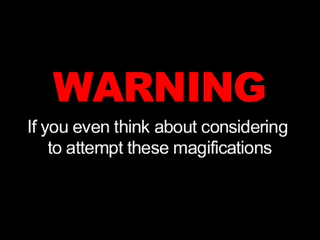 WARNING
If you even think about considering
to attempt these magifications